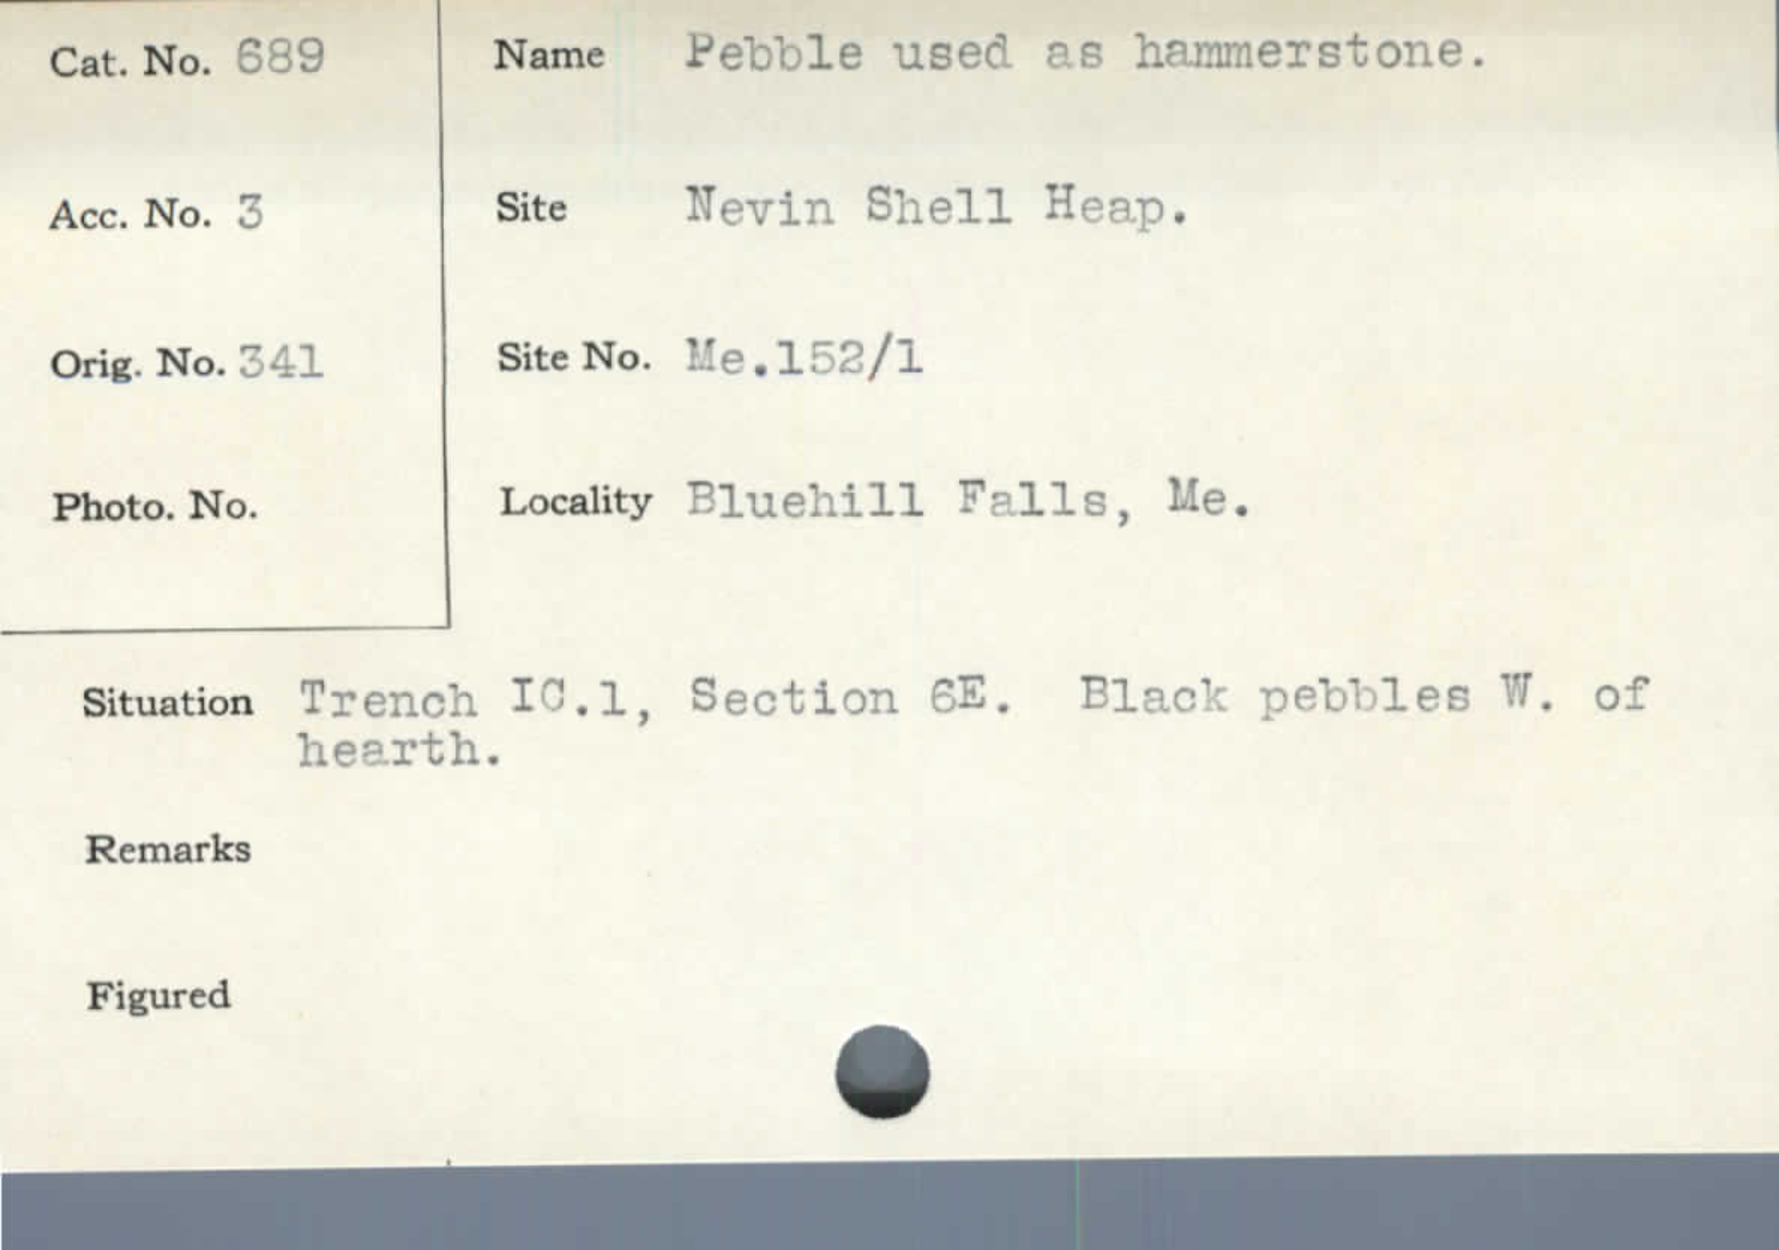 Cat. No. 689
Name Pebble used as hammerstone.
Acc. No. 3
Site Nevin Shell Heap.
Orig. No. 341
Site No. Me.152/1
Photo. No.
Locality Bluehill Falls, Me.
Situation Trench IC.1, Section 6E. Black pebbles W. of
hearth.
Remarks
Figured